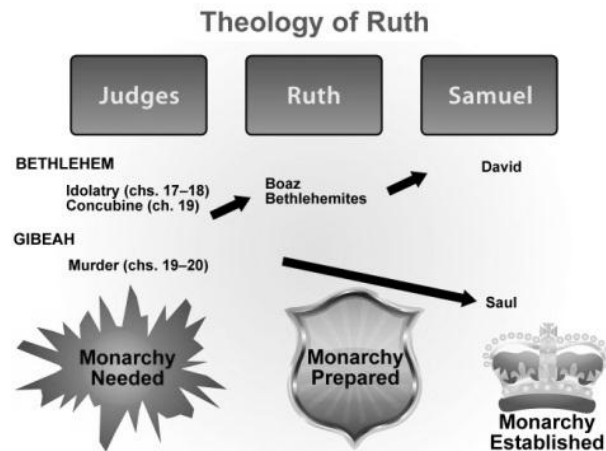 Theology of Ruth
Judges
Ruth
Samuel
BETHLEHEM
Idolatry (chs. 17–18)
Concubine (ch. 19)
Boaz
Bethlehemites
David
GIBEAH
Murder (chs. 19–20)
Saul
Monarchy
Needed
Monarchy
Prepared
Monarchy
Established